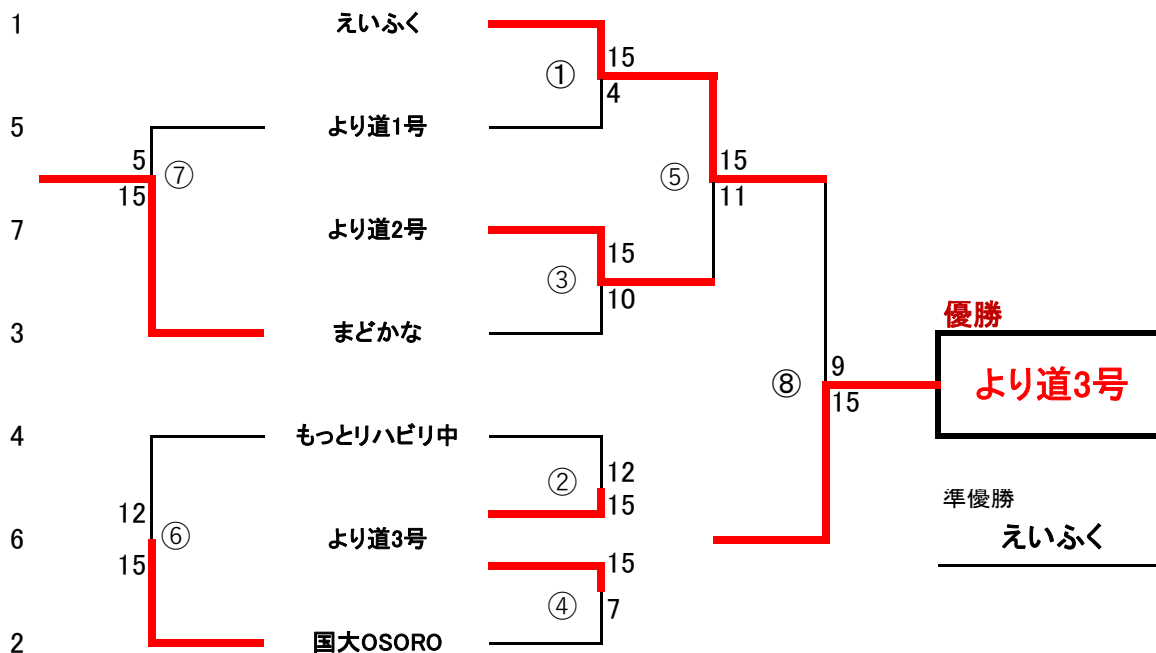 1 えいふく
15
①
4
5 より道1号
5
⑦
15
15
⑤
11
7 より道2号
15
③
10
3 まどかな
優勝
より道3号
9
⑧
15
4 もっとリハビリ中
12
②
15
12
⑥
15
準優勝
えいふく
6 より道3号
15
④
7
2 国大OSORO